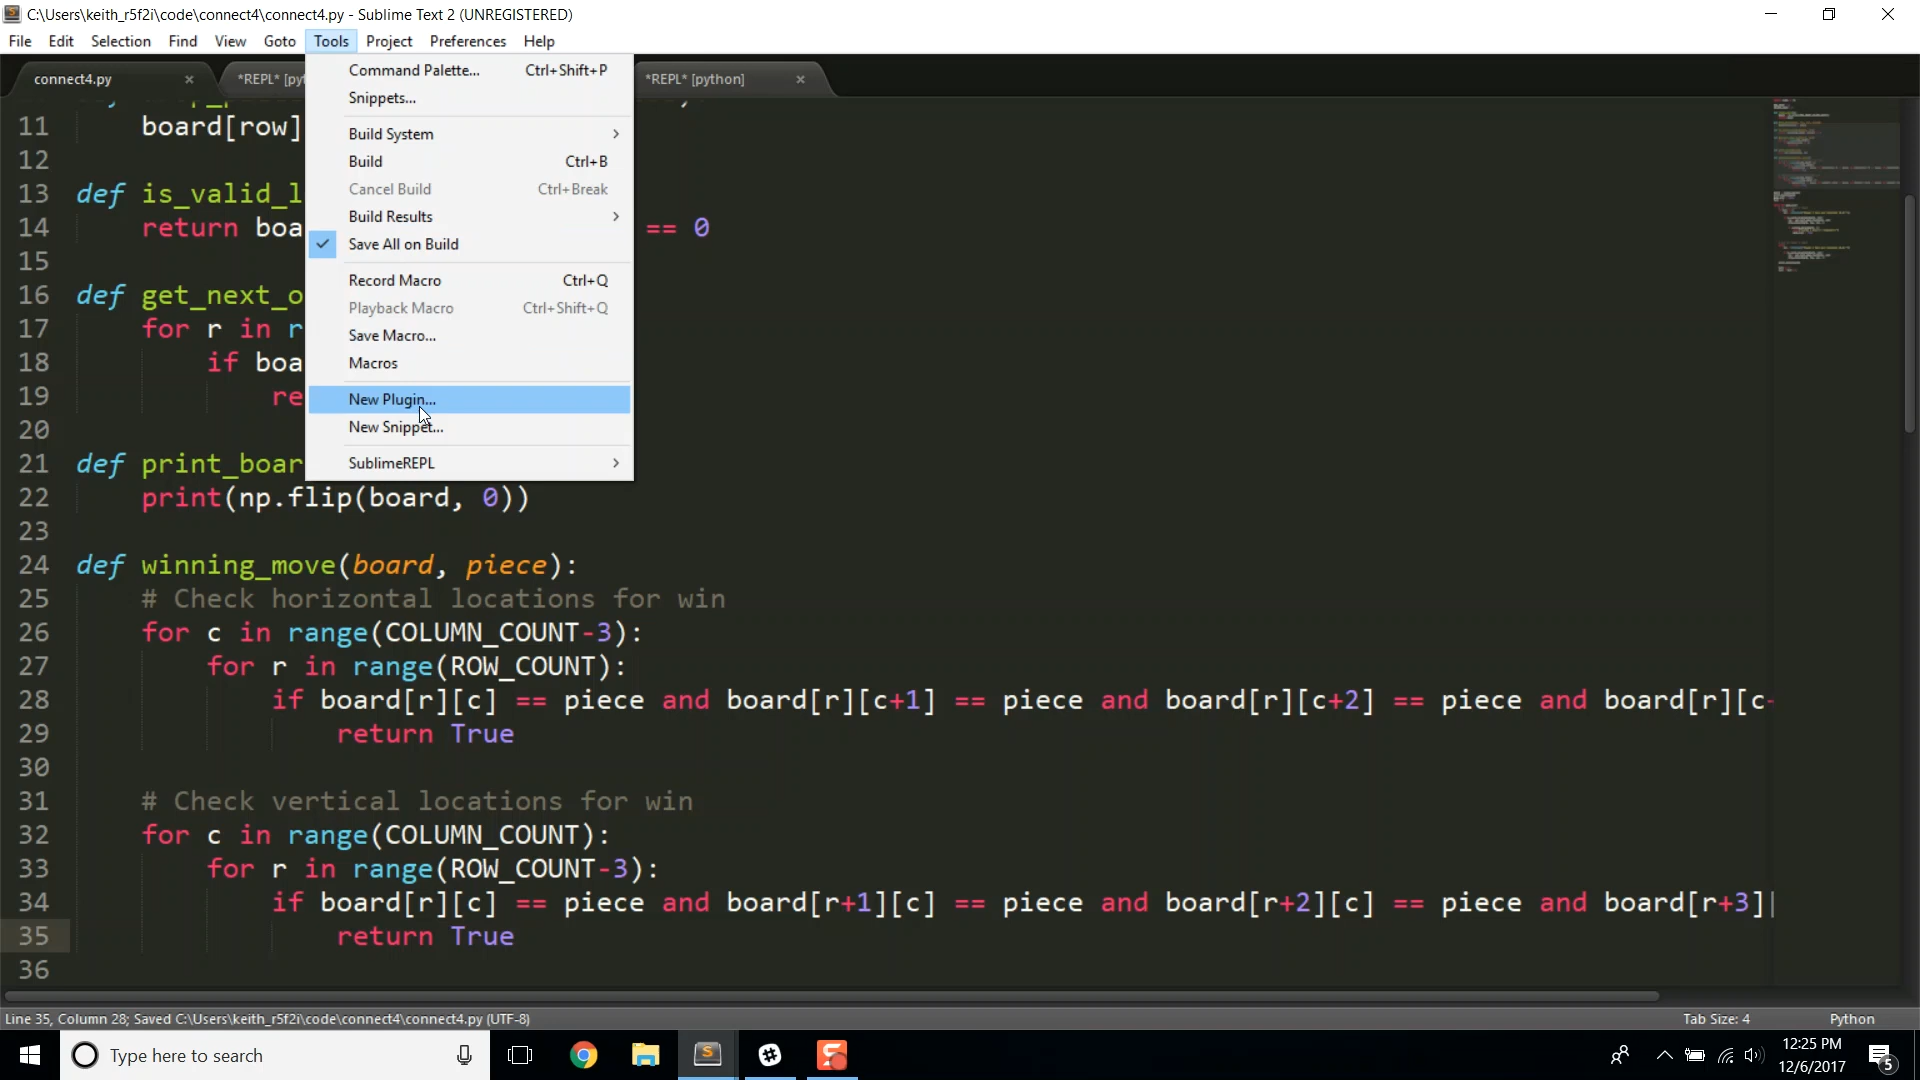 C:\Users\keith_r5f2i\code\connect4\connect4.py - Sublime Text 2 (UNREGISTERED)
File Edit Selection Find View Goto Tools Project Preferences Help
connect4.py × *REPL* [pyt *REPL* [python] ×
Command Palette... Ctrl+Shift+P
Snippets...
Build System
Build Ctrl+B
Cancel Build Ctrl+Break
Build Results
Save All on Build
Record Macro Ctrl+Q
Playback Macro Ctrl+Shift+Q
Save Macro...
Macros
New Plugin...
New Snippet...
SublimeREPL
11 board[row]
12
13 def is_valid_l
14 return boa == 0
15
16 def get_next_o
17 for r in r
18 if boa
19 re
20
21 def print_boar
22 print(np.flip(board, 0))
23
24 def winning_move(board, piece):
25 # Check horizontal locations for win
26 for c in range(COLUMN_COUNT-3):
27 for r in range(ROW_COUNT):
28 if board[r][c] == piece and board[r][c+1] == piece and board[r][c+2] == piece and board[r][c
29 return True
30
31 # Check vertical locations for win
32 for c in range(COLUMN_COUNT):
33 for r in range(ROW_COUNT-3):
34 if board[r][c] == piece and board[r+1][c] == piece and board[r+2][c] == piece and board[r+3]
35 return True
36
Line 35, Column 28; Saved C:\Users\keith_r5f2i\code\connect4\connect4.py (UTF-8) Tab Size: 4 Python
Type here to search
12:25 PM
12/6/2017
5